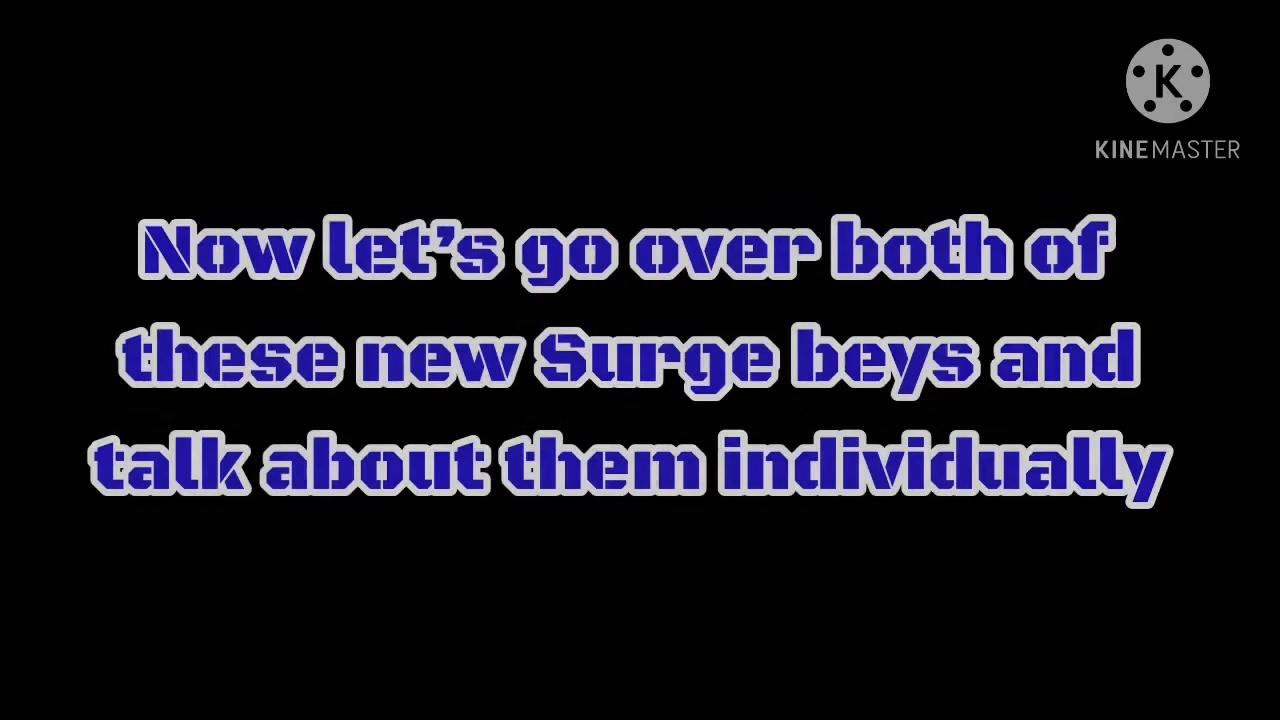 K
KINEMASTER
Now let's go over both of
these new Surge beys and
talk about them individually